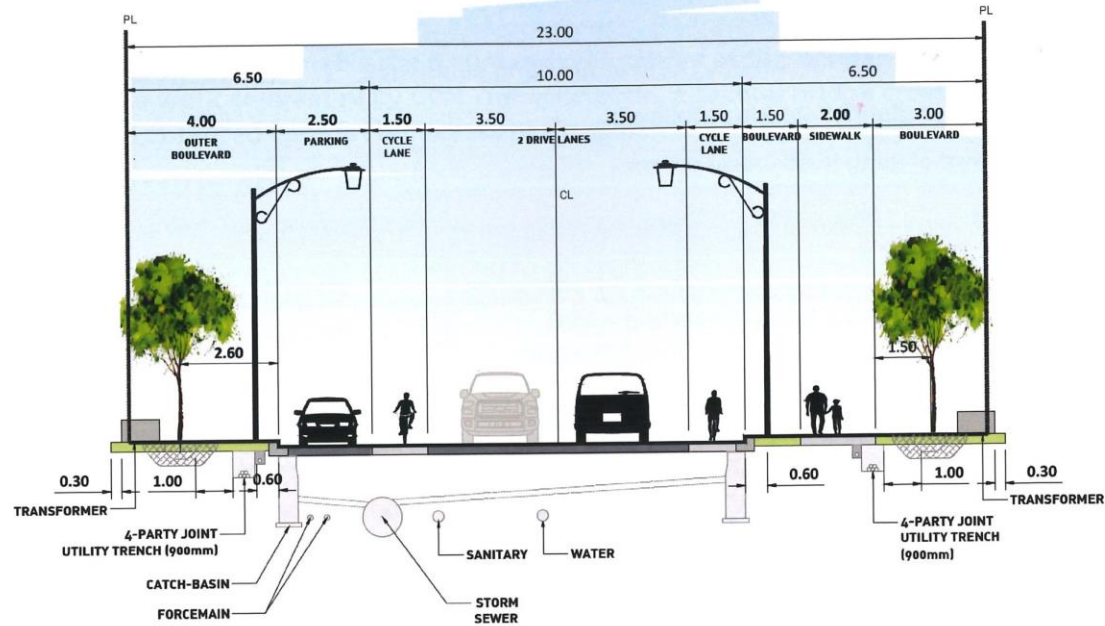 PL
PL
23.00
6.50
10.00
6.50
4.00
2.50
1.50
3.50
3.50
1.50
1.50
2.00
3.00
OUTER
BOULEVARD
PARKING
CYCLE
LANE
2 DRIVE LANES
CYCLE
LANE
BOULEVARD
SIDEWALK
BOULEVARD
CL
2.60
1.50
0.30
1.00
0.60
0.60
1.00
0.30
TRANSFORMER
TRANSFORMER
4-PARTY JOINT
UTILITY TRENCH (900mm)
4-PARTY JOINT
UTILITY TRENCH
(900mm)
SANITARY
WATER
CATCH-BASIN
FORCEMAIN
STORM
SEWER